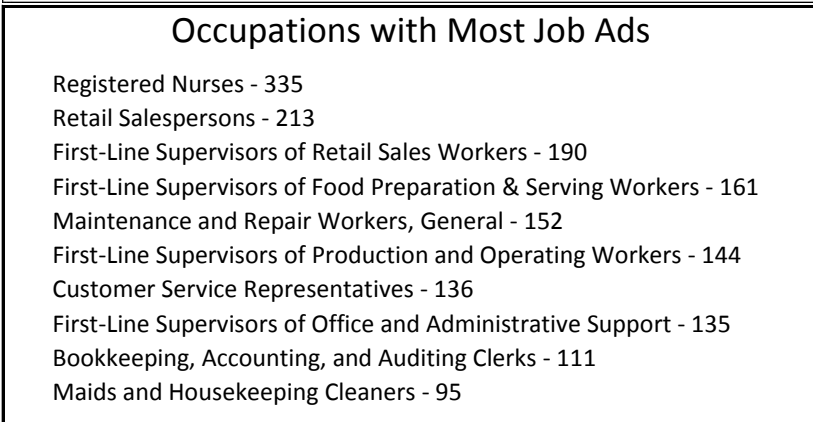 Occupations with Most Job Ads
Registered Nurses - 335
Retail Salespersons - 213
First-Line Supervisors of Retail Sales Workers - 190
First-Line Supervisors of Food Preparation & Serving Workers - 161
Maintenance and Repair Workers, General - 152
First-Line Supervisors of Production and Operating Workers - 144
Customer Service Representatives - 136
First-Line Supervisors of Office and Administrative Support - 135
Bookkeeping, Accounting, and Auditing Clerks - 111
Maids and Housekeeping Cleaners - 95